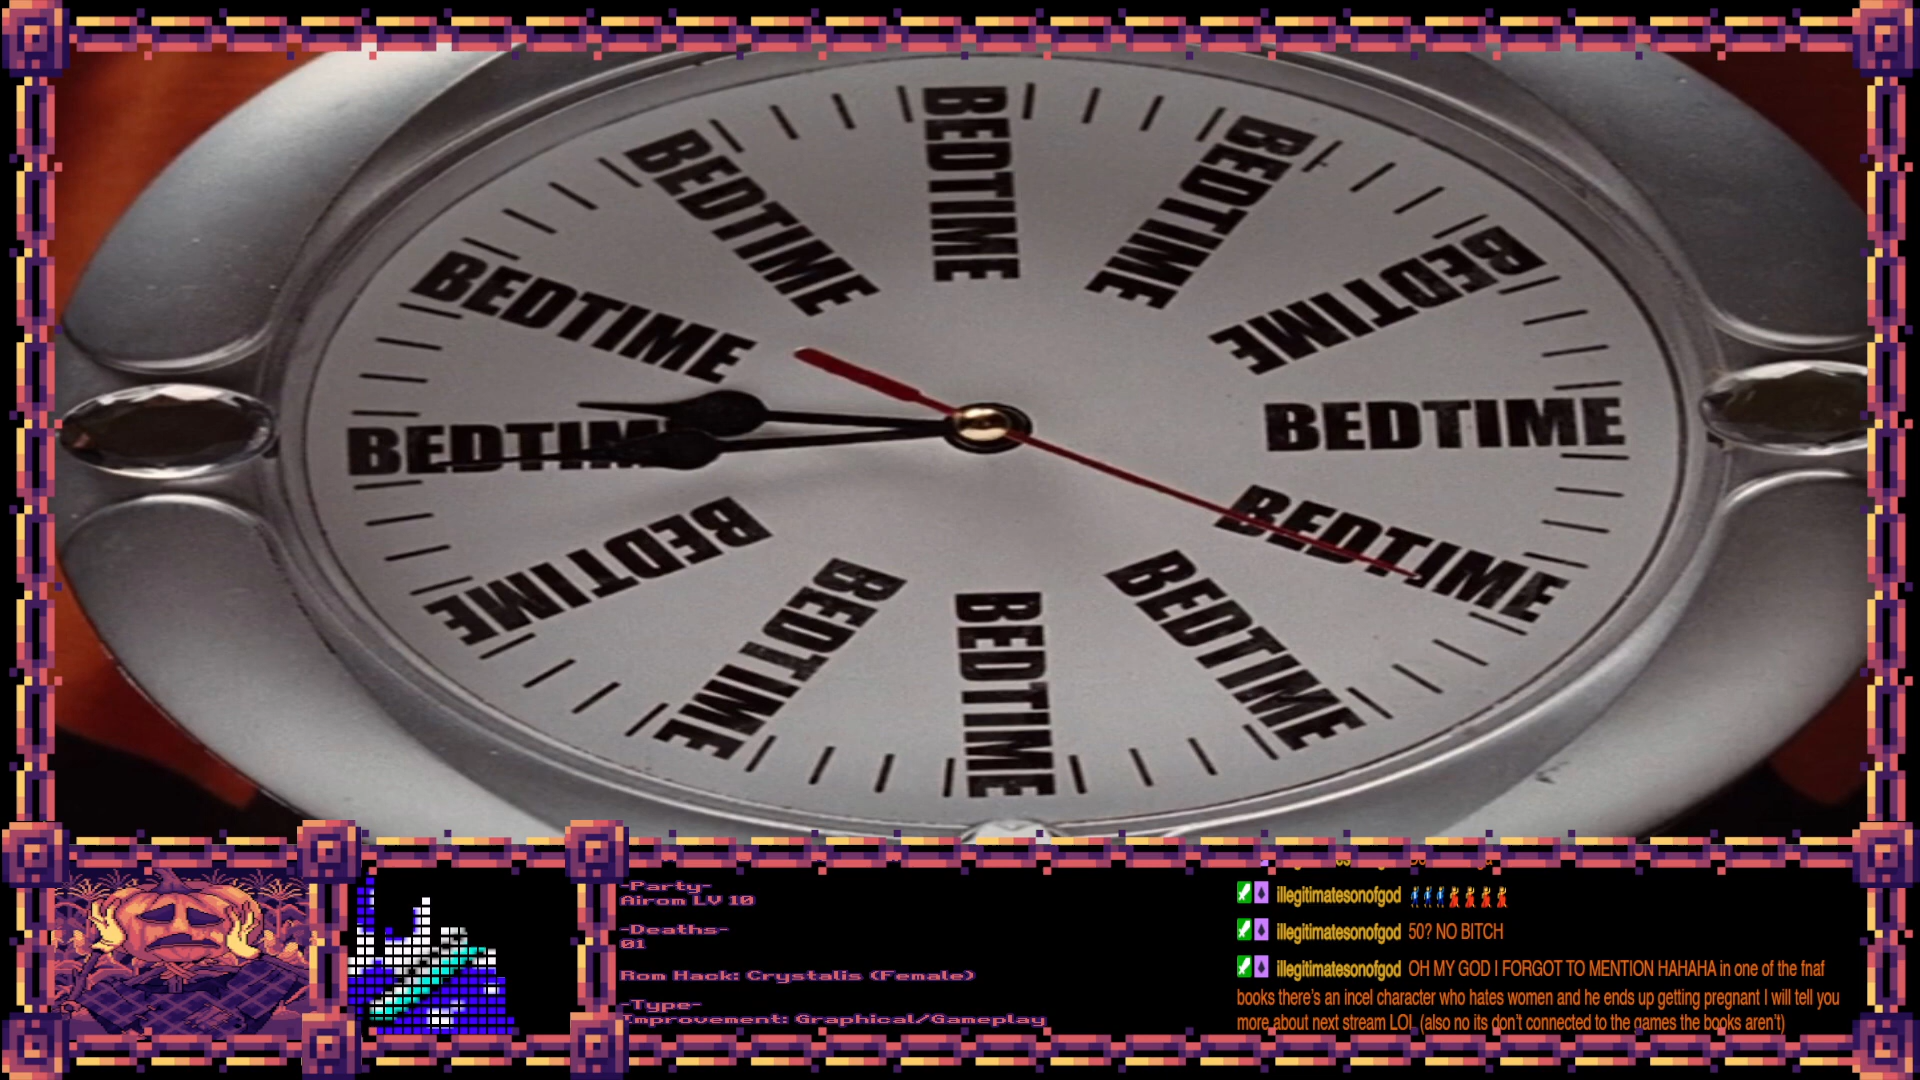 BEDTIME
BEDTIME
BEDTIME
BEDTIME
BEDTIME
BEDTIME
BEDTIME
BEDTIME
BEDTIME
BEDTIME
BEDTIME
BEDTIME
-Party-
Airom LV 10
-Deaths-
01
Rom Hack: Crystalis (Female)
-Type-
Improvement: Graphical/Gameplay
illegitimatesonofgod
illegitimatesonofgod 50? NO BITCH
illegitimatesonofgod OH MY GOD I FORGOT TO MENTION HAHAHA in one of the fnaf
books there's an incel character who hates women and he ends up getting pregnant I will tell you
more about next stream LOL (also no its don't connected to the games the books aren't)